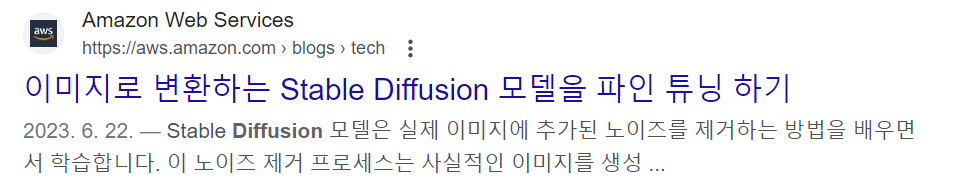 aws
Amazon Web Services
https://aws.amazon.com › blogs › tech
이미지로 변환하는 Stable Diffusion 모델을 파인 튜닝 하기
2023. 6. 22. — Stable Diffusion 모델은 실제 이미지에 추가된 노이즈를 제거하는 방법을 배우면
서 학습합니다. 이 노이즈 제거 프로세스는 사실적인 이미지를 생성 ...